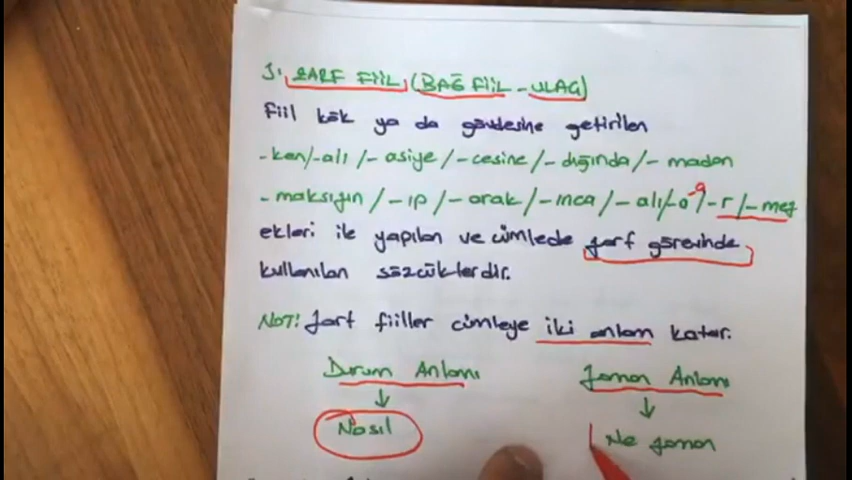 3. ZARF FİİL (BAĞ FİİL - ULAÇ)
Fiil kök ya da gövdesine getirilen
-ken/-alı/-asiye/-cesine/-dığında/-madan
-maksızın/-ıp/-arak/-ınca/-alı/-a -a/-r/-mez
ekleri ile yapılan ve cümlede zarf görevinde
kullanılan sözcüklerdir.
NOT! Zarf fiiller cümleye iki anlam katar.
Durum Anlamı Zaman Anlamı
Nasıl Ne zaman